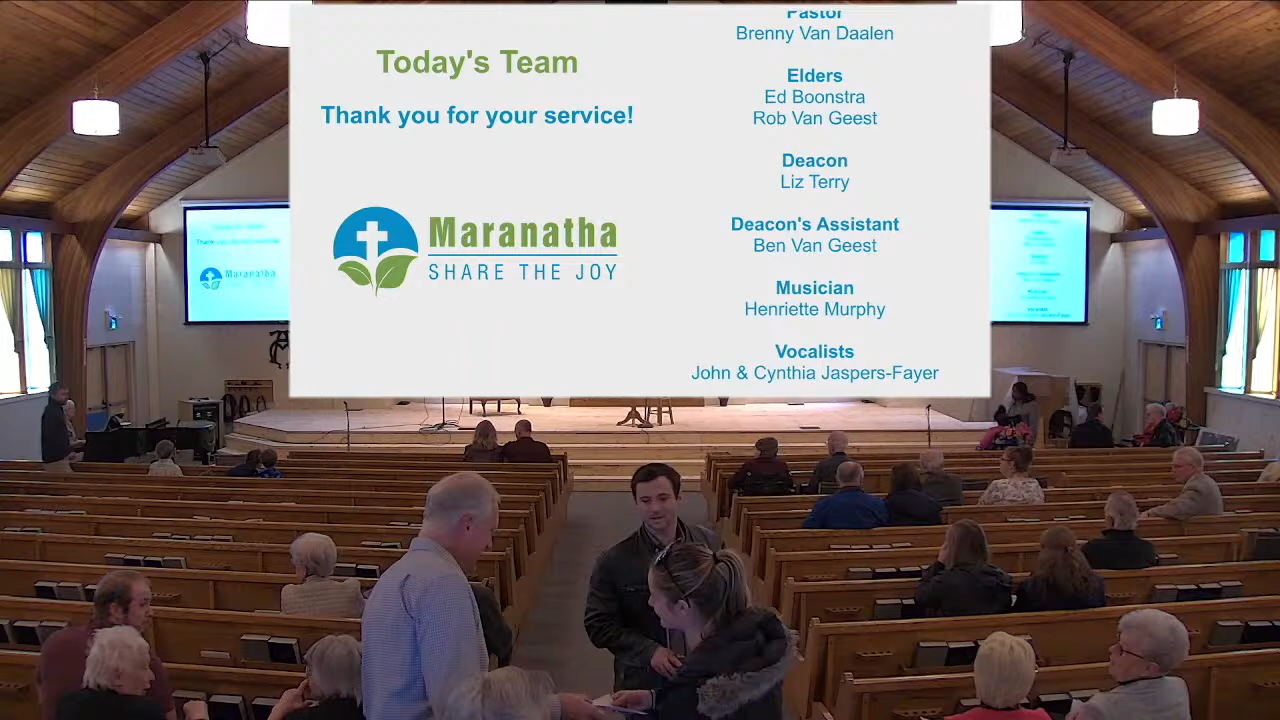 Today's Team
Thank you for your service!
Maranatha
SHARE THE JOY
Pastor
Brenny Van Daalen
Elders
Ed Boonstra
Rob Van Geest
Deacon
Liz Terry
Deacon's Assistant
Ben Van Geest
Musician
Henriette Murphy
Vocalists
John & Cynthia Jaspers-Fayer
Maranatha